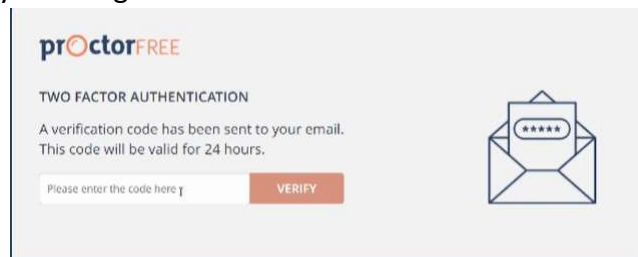 proctorFREE
TWO FACTOR AUTHENTICATION
A verification code has been sent to your email.
This code will be valid for 24 hours.
Please enter the code here
VERIFY
*****